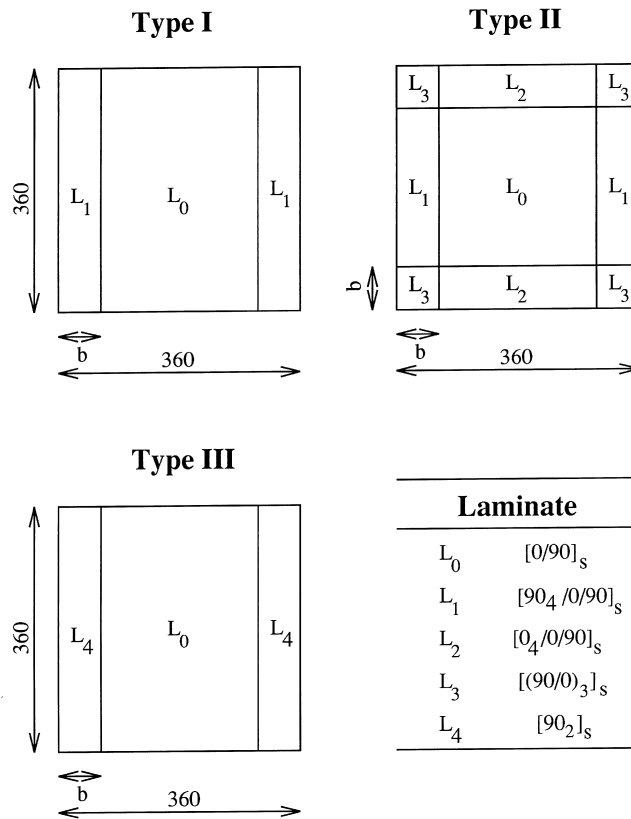 Type I
360
L1
L0
L1
b
360
Type II
L3
L2
L3
L1
L0
L1
b
L3
L2
L3
b
360
Type III
360
L4
L0
L4
b
360
Laminate
L0 [0/90]s
L1 [904 /0/90]s
L2 [04 /0/90]s
L3 [(90/0)3]s
L4 [902]s